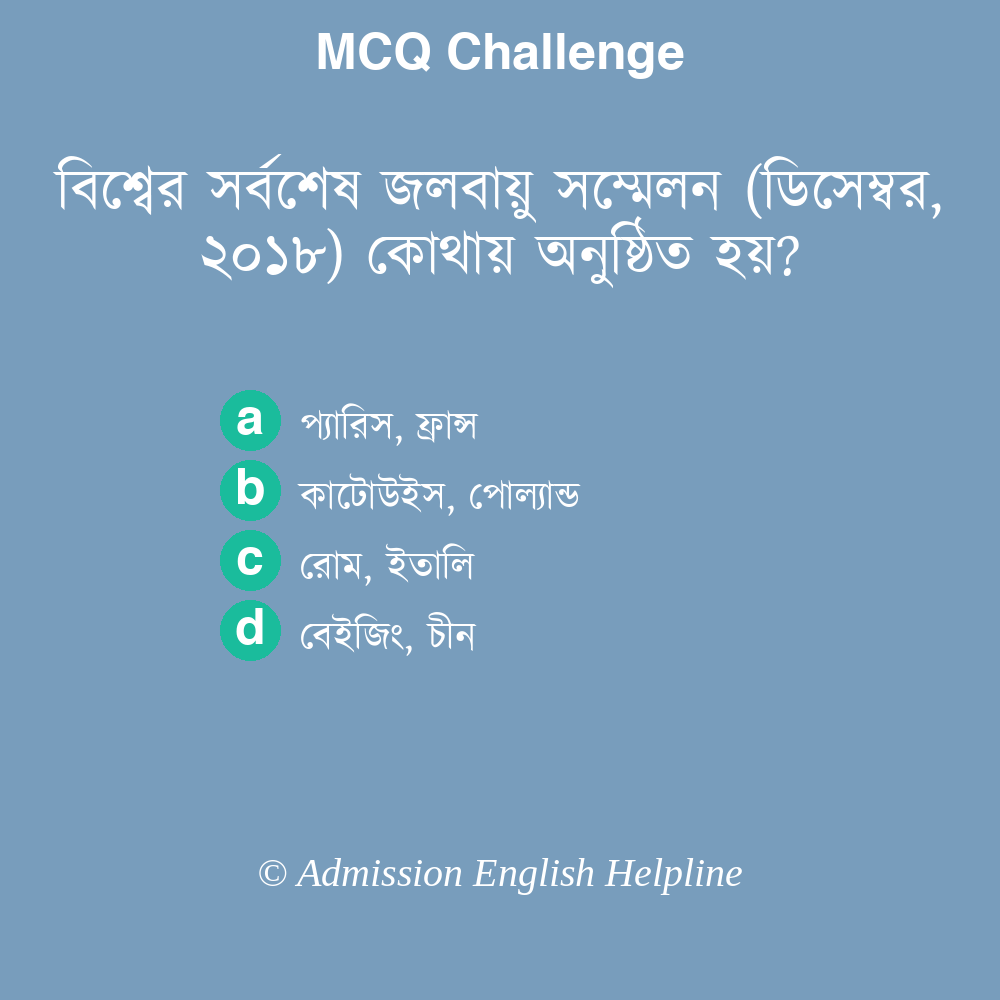 MCQ Challenge
বিশ্বের সর্বশেষ জলবায়ু সম্মেলন (ডিসেম্বর,
২০১৮) কোথায় অনুষ্ঠিত হয়?
a প্যারিস, ফ্রান্স
b কাটোউইস, পোল্যান্ড
c রোম, ইতালি
d বেইজিং, চীন
© Admission English Helpline